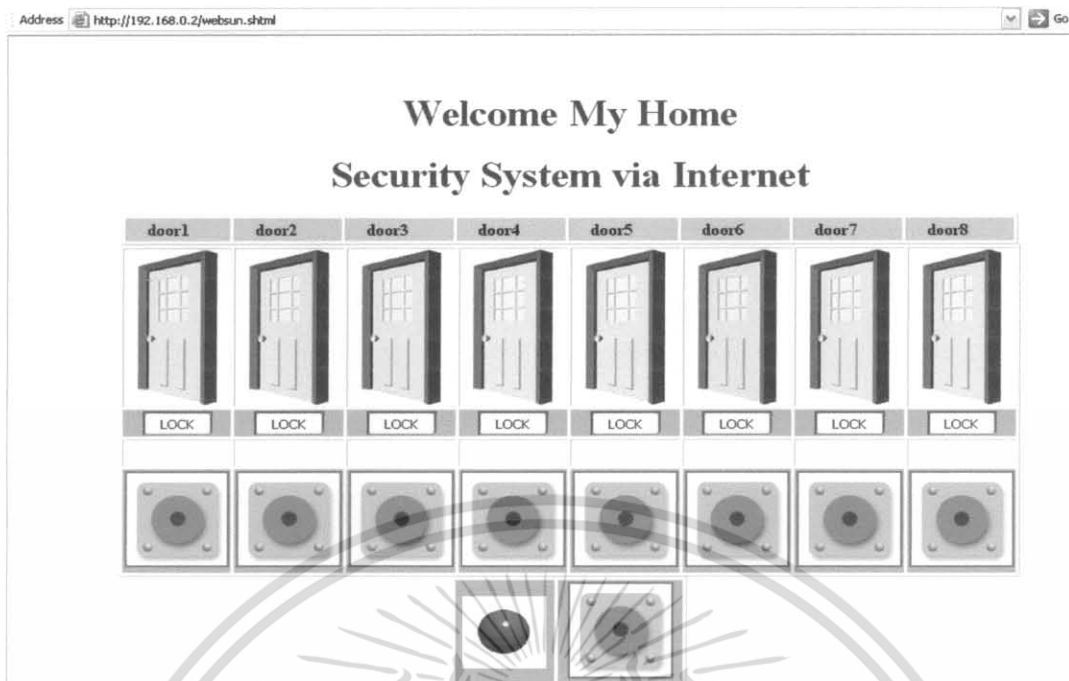 Address http://192.168.0.2/websun.shtml Go
Welcome My Home
Security System via Internet
door1 door2 door3 door4 door5 door6 door7 door8
LOCK LOCK LOCK LOCK LOCK LOCK LOCK LOCK